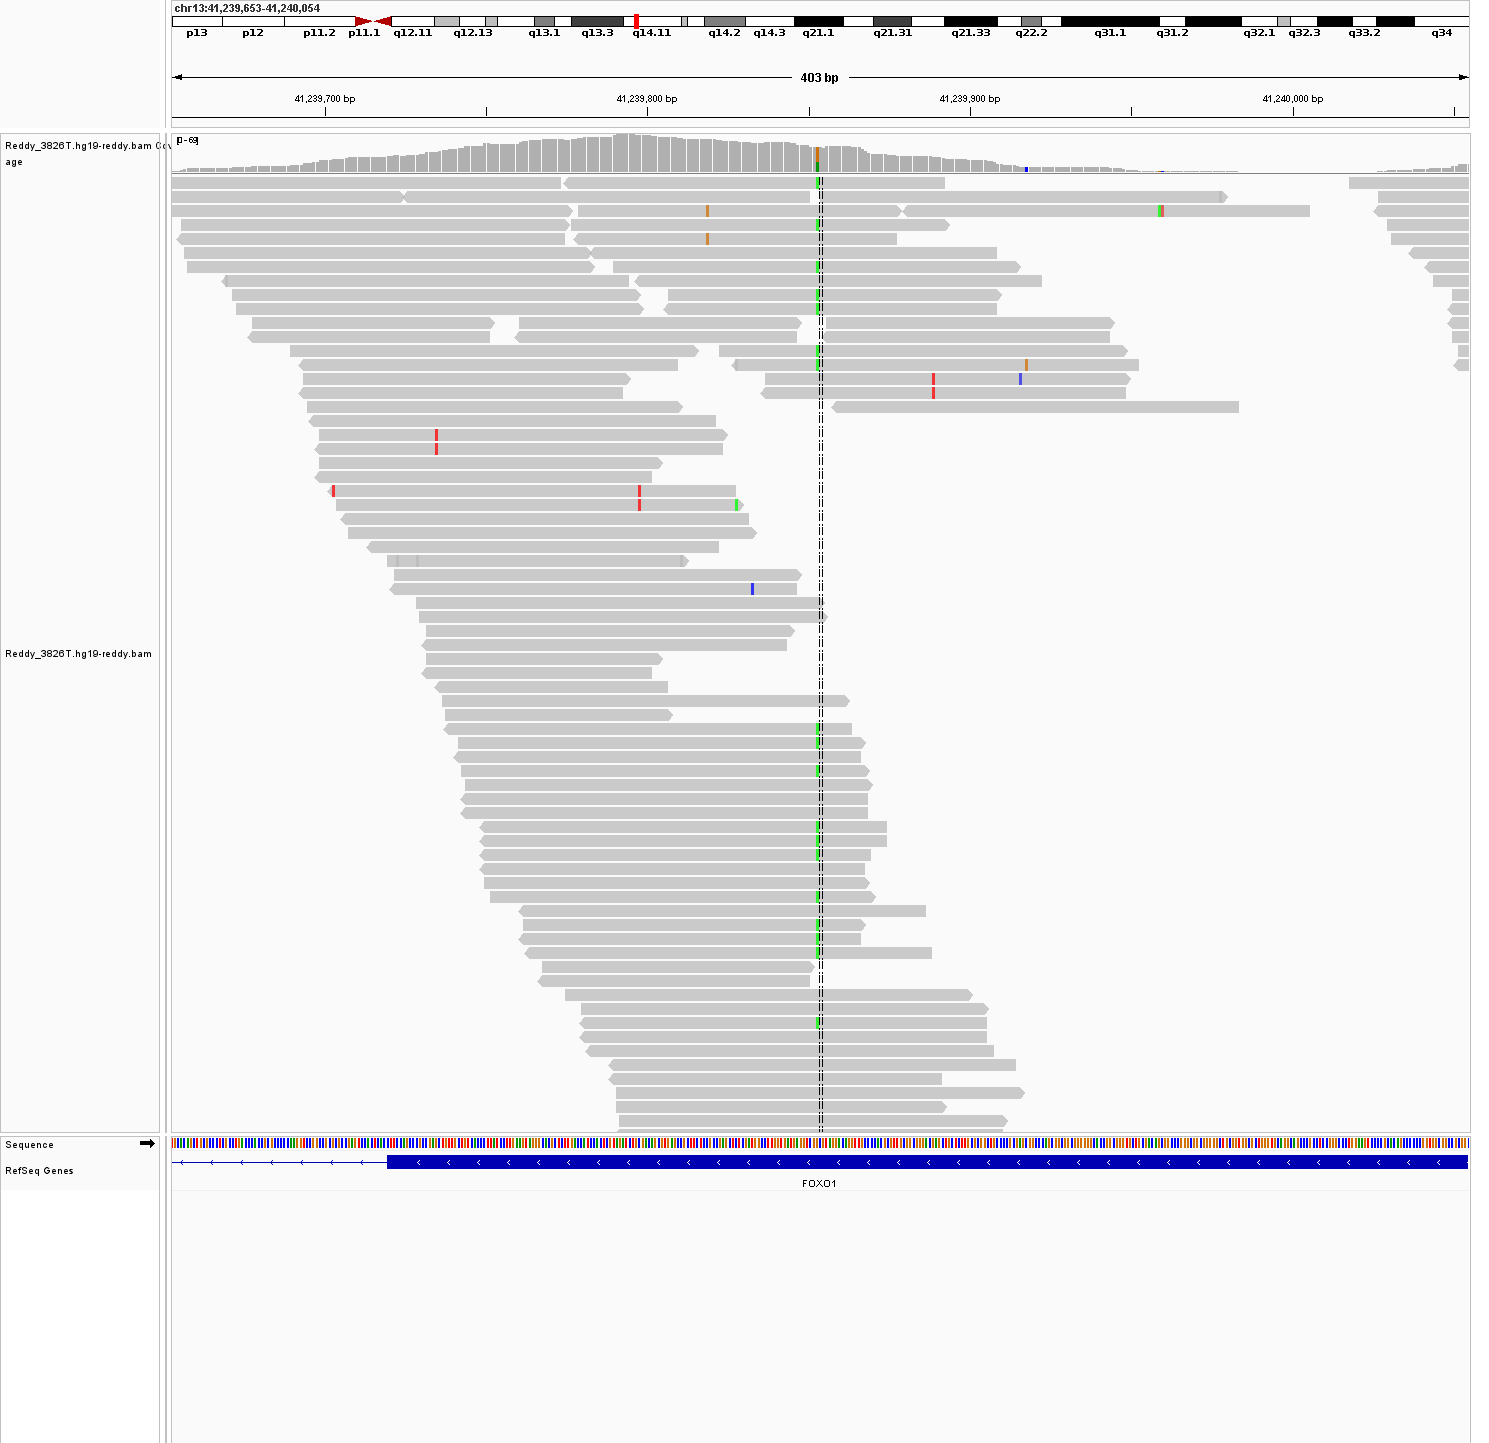 chr13:41,239,653-41,240,054
p13 p12 p11.2 p11.1 q12.11 q12.13 q13.1 q13.3 q14.11 q14.2 q14.3 q21.1 q21.31 q21.33 q22.2 q31.1 q31.2 q32.1 q32.3 q33.2 q34
403 bp
41,239,700 bp 41,239,800 bp 41,239,900 bp 41,240,000 bp
Reddy_3826T.hg19-reddy.bam Cov
age
[0-69]
Reddy_3826T.hg19-reddy.bam
Sequence
RefSeq Genes
FOXO1